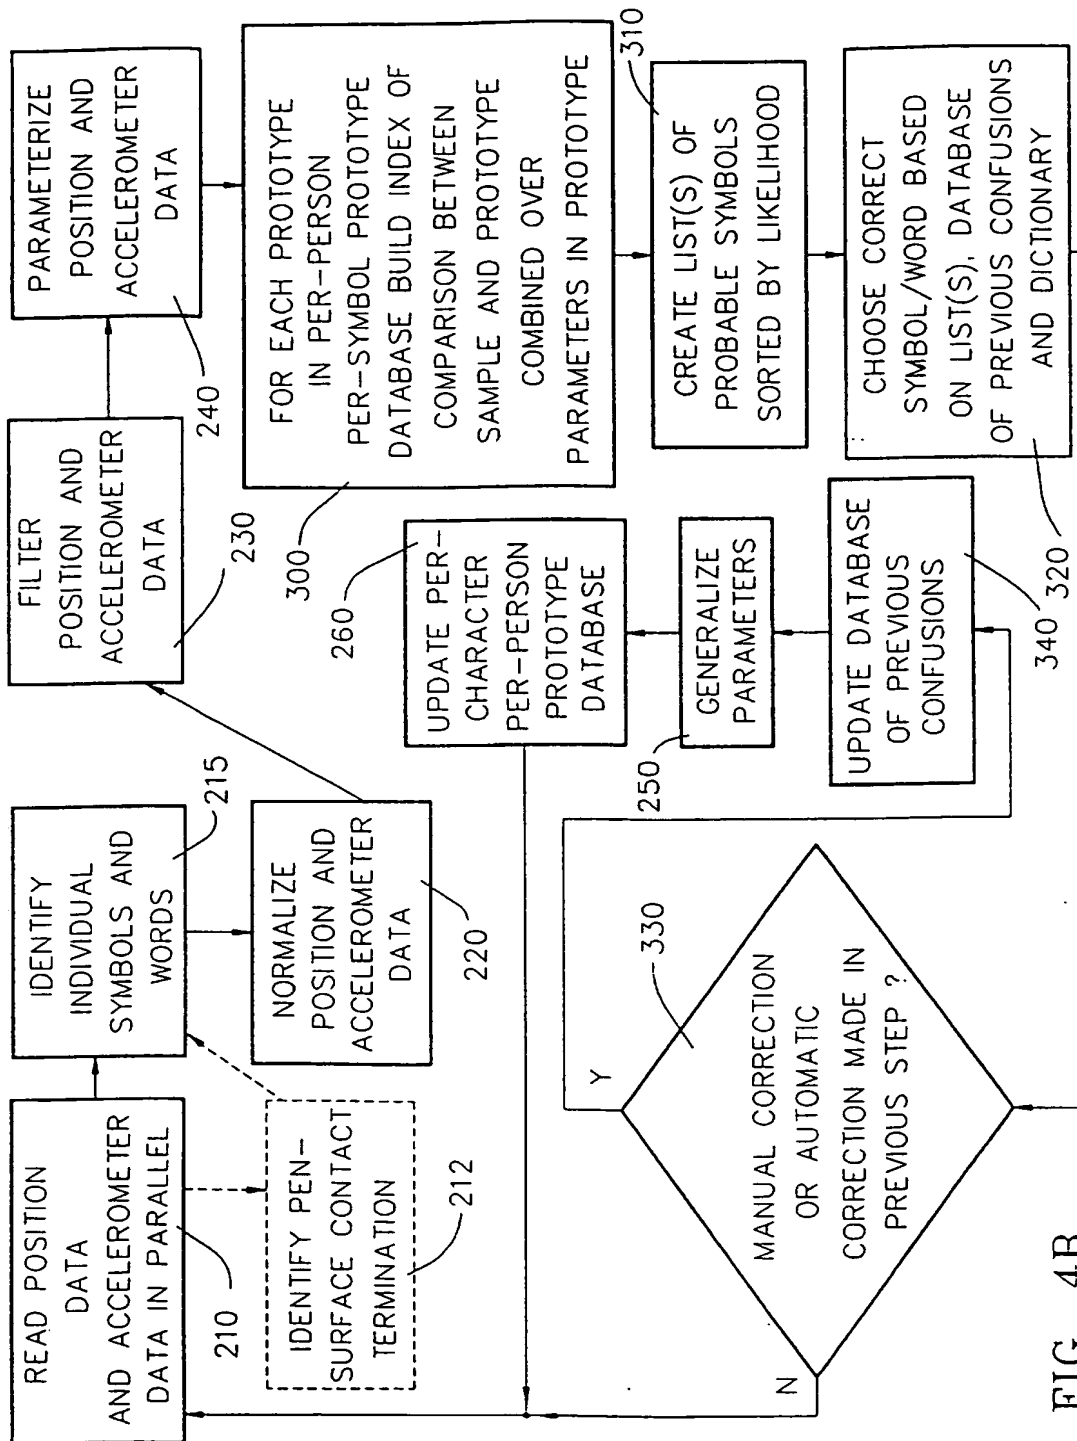 READ POSITION
DATA
AND ACCELEROMETER
DATA IN PARALLEL
210
IDENTIFY PEN-
SURFACE CONTACT
TERMINATION
212
IDENTIFY
INDIVIDUAL
SYMBOLS AND
WORDS
215
NORMALIZE
POSITION AND
ACCELEROMETER
DATA
220
FILTER
POSITION AND
ACCELEROMETER
DATA
230
PARAMETERIZE
POSITION AND
ACCELEROMETER
DATA
240
FOR EACH PROTOTYPE
IN PER-PERSON
PER-SYMBOL PROTOTYPE
DATABASE BUILD INDEX OF
COMPARISON BETWEEN
SAMPLE AND PROTOTYPE
COMBINED OVER
PARAMETERS IN PROTOTYPE
300
CREATE LIST(S) OF
PROBABLE SYMBOLS
SORTED BY LIKELIHOOD
310
CHOOSE CORRECT
SYMBOL/WORD BASED
ON LIST(S), DATABASE
OF PREVIOUS CONFUSIONS
AND DICTIONARY
320
MANUAL CORRECTION
OR AUTOMATIC
CORRECTION MADE IN
PREVIOUS STEP ?
330
Y
N
UPDATE DATABASE
OF PREVIOUS
CONFUSIONS
340
GENERALIZE
PARAMETERS
250
UPDATE PER-
CHARACTER
PER-PERSON
PROTOTYPE
DATABASE
260
FIG. 4B